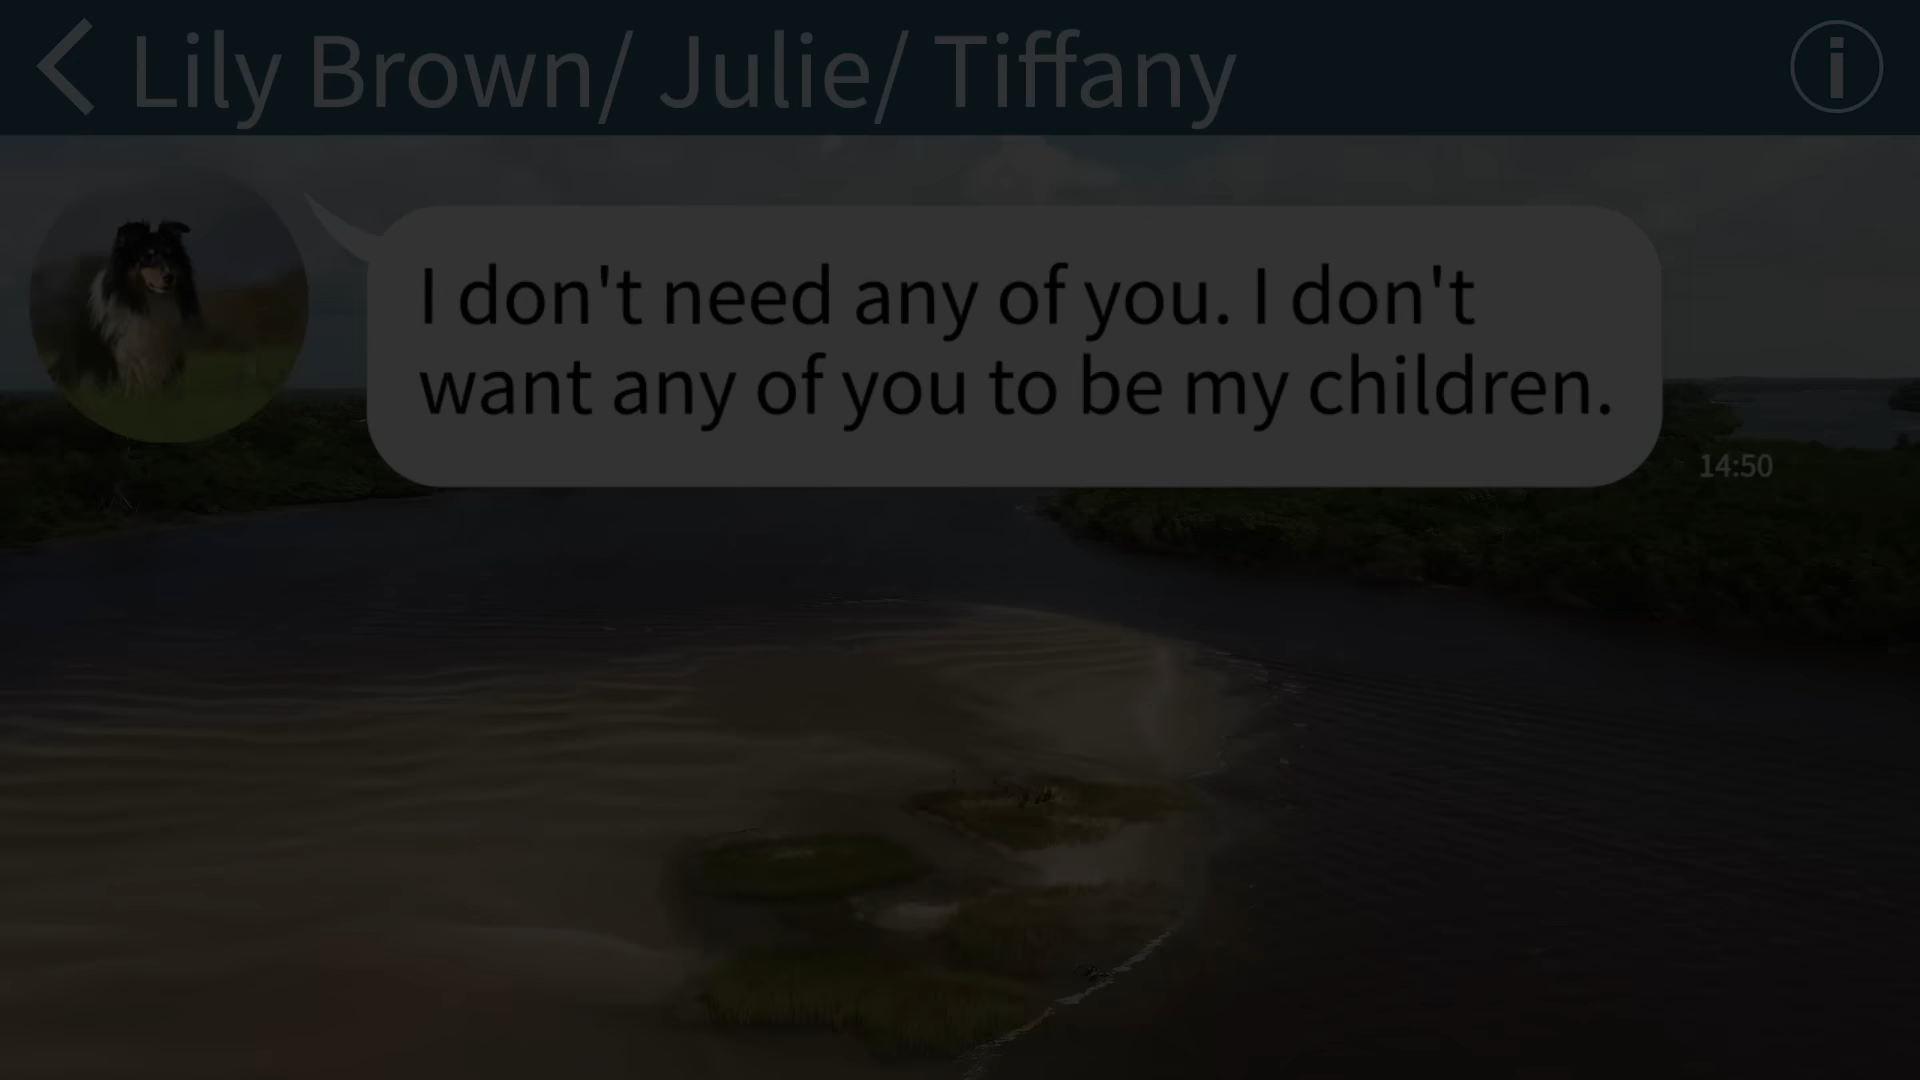 Lily Brown/ Julie/ Tiffany
I don't need any of you. I don't
want any of you to be my children.
14:50